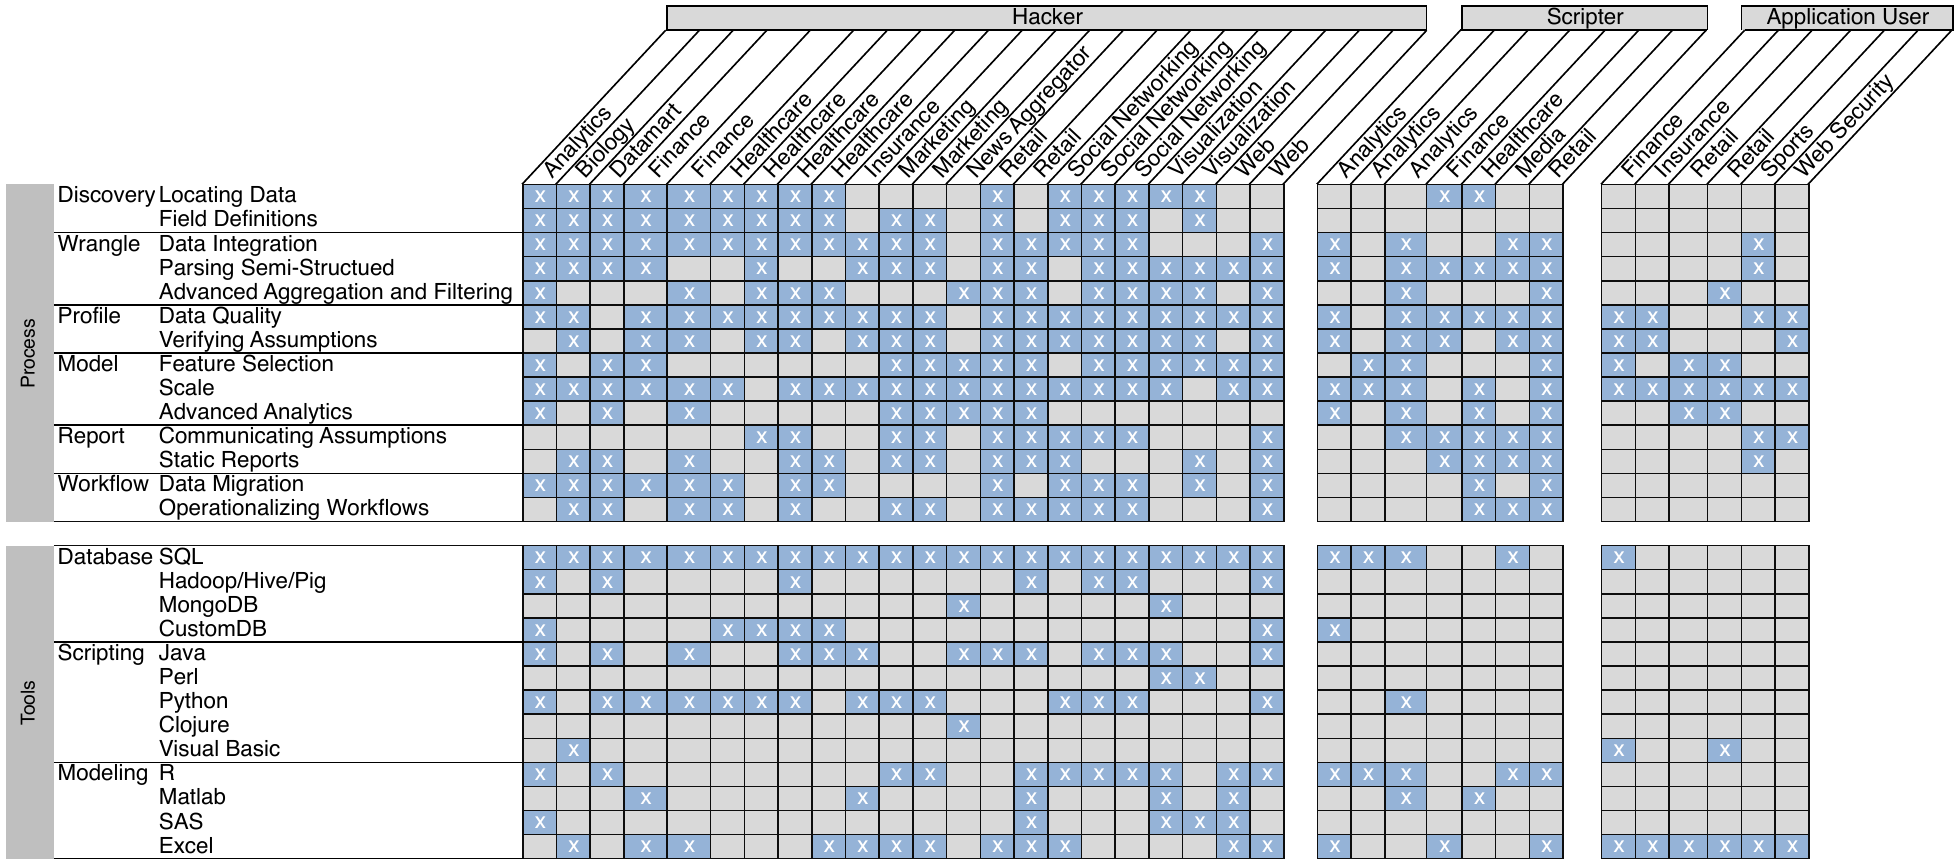 Hacker Scripter Application User
Analytics
Biology
Datamart
Finance
Finance
Healthcare
Healthcare
Healthcare
Healthcare
Insurance
Marketing
Marketing
News Aggregator
Retail
Retail
Social Networking
Social Networking
Social Networking
Visualization
Visualization
Web
Web
Analytics
Analytics
Analytics
Finance
Healthcare
Media
Retail
Finance
Insurance
Retail
Retail
Sports
Web Security
Process
Discovery Locating Data x x x x x x x x x x x x x x x x x
Field Definitions x x x x x x x x x x x x x x x x
Wrangle Data Integration x x x x x x x x x x x x x x x x x x x x x x x
Parsing Semi-Structued x x x x x x x x x x x x x x x x x x x x x x x
Advanced Aggregation and Filtering x x x x x x x x x x x x x x x x
Profile Data Quality x x x x x x x x x x x x x x x x x x x x x x x x x x x x x x
Verifying Assumptions x x x x x x x x x x x x x x x x x x x x x x x x
Model Feature Selection x x x x x x x x x x x x x x x x x x x x
Scale x x x x x x x x x x x x x x x x x x x x x x x x x x x x x x x
Advanced Analytics x x x x x x x x x x x x x x
Report Communicating Assumptions x x x x x x x x x x x x x x x x x
Static Reports x x x x x x x x x x x x x x x x x
Workflow Data Migration x x x x x x x x x x x x x x x x
Operationalizing Workflows x x x x x x x x x x x x x x x x
Tools
Database SQL x x x x x x x x x x x x x x x x x x x x x x x x x x x
Hadoop/Hive/Pig x x x x x x x
MongoDB x x
CustomDB x x x x x x x
Scripting Java x x x x x x x x x x x x x
Perl x x
Python x x x x x x x x x x x x x x x
Clojure x
Visual Basic x x x
Modeling R x x x x x x x x x x x x x x x x
Matlab x x x x x x x
SAS x x x x x
Excel x x x x x x x x x x x x x x x x x x x x x